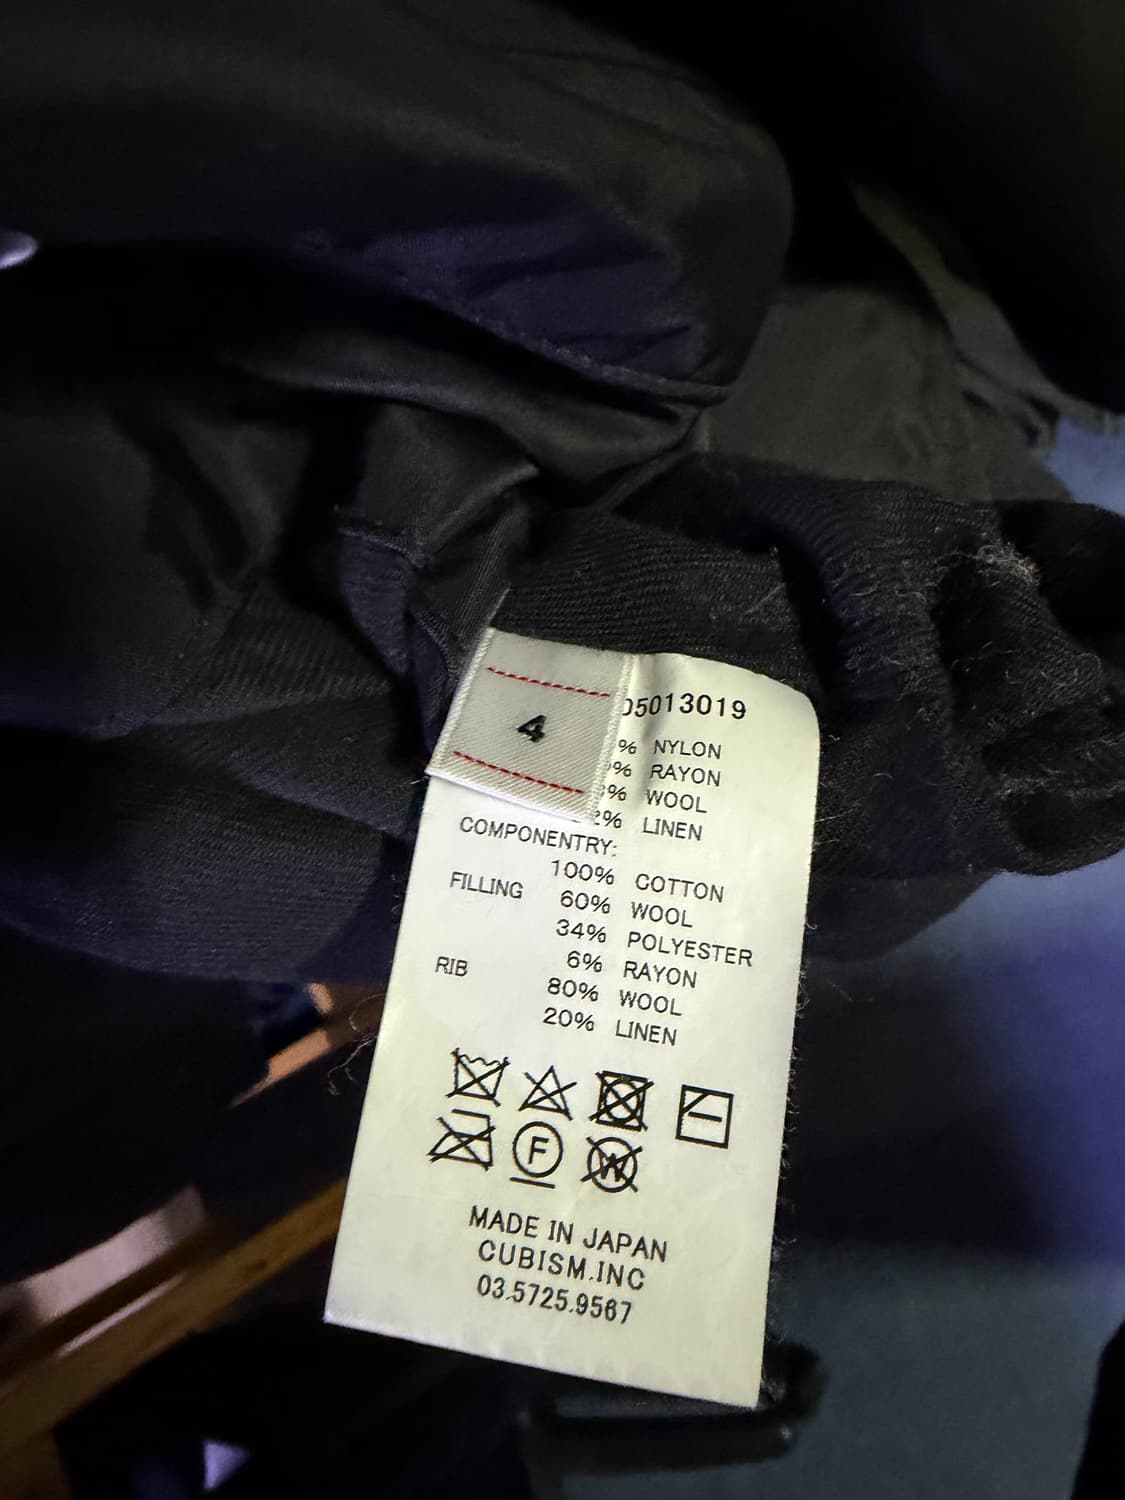 4
05013019
% NYLON
% RAYON
% WOOL
2% LINEN
COMPONENTRY:
100% COTTON
FILLING 60% WOOL
34% POLYESTER
6% RAYON
RIB 80% WOOL
20% LINEN
F W
MADE IN JAPAN
CUBISM.INC
03.5725.9567